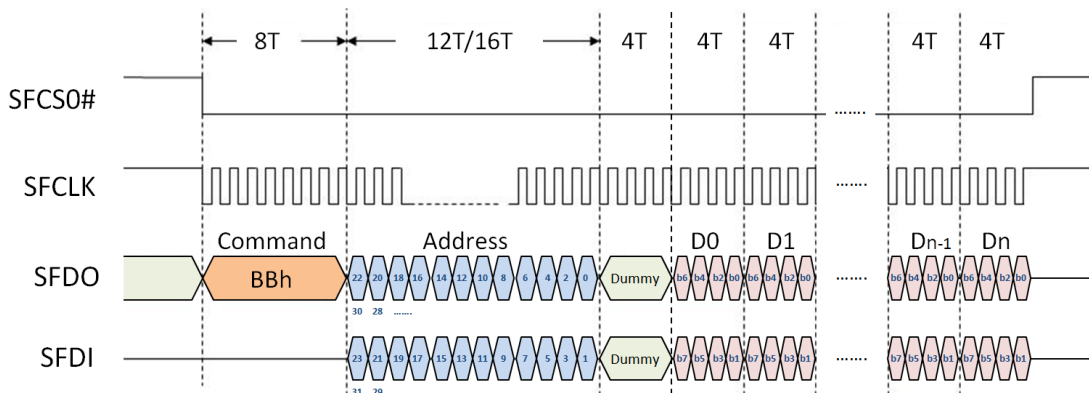 8T 12T/16T 4T 4T 4T 4T 4T
SFCS0# …….
SFCLK …….
Command Address D0 D1 Dn-1 Dn
SFDO BBh 22 20 18 16 14 12 10 8 6 4 2 0 Dummy b6 b4 b2 b0 b6 b4 b2 b0 ……. b6 b4 b2 b0 b6 b4 b2 b0
30 28 …….
SFDI 23 21 19 17 15 13 11 9 7 5 3 1 Dummy b7 b5 b3 b1 b7 b5 b3 b1 ……. b7 b5 b3 b1 b7 b5 b3 b1
31 29